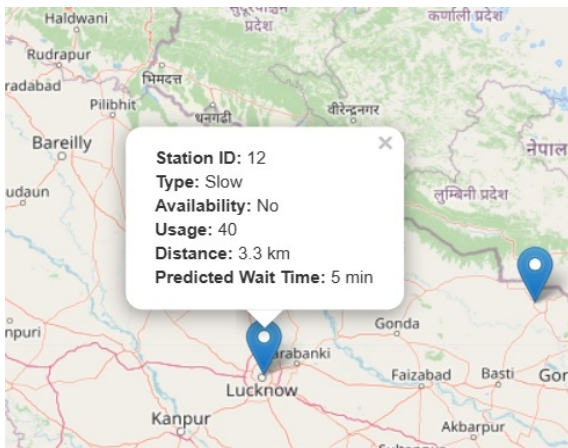 Haldwani
सुदूरपश्चिम
प्रदेश
कर्णाली प्रदेश
Rudrapur
भिमदत्त
radabad
Pilibhit
धनगढी
वीरेन्द्रनगर
Bareilly
नेपाल
udaun
लुम्बिनी प्रदेश
×
Station ID: 12
Type: Slow
Availability: No
Usage: 40
Distance: 3.3 km
Predicted Wait Time: 5 min
npuri
Gonda
arabanki
Lucknow
Faizabad
Basti
Gor
Kanpur
Akbarpur